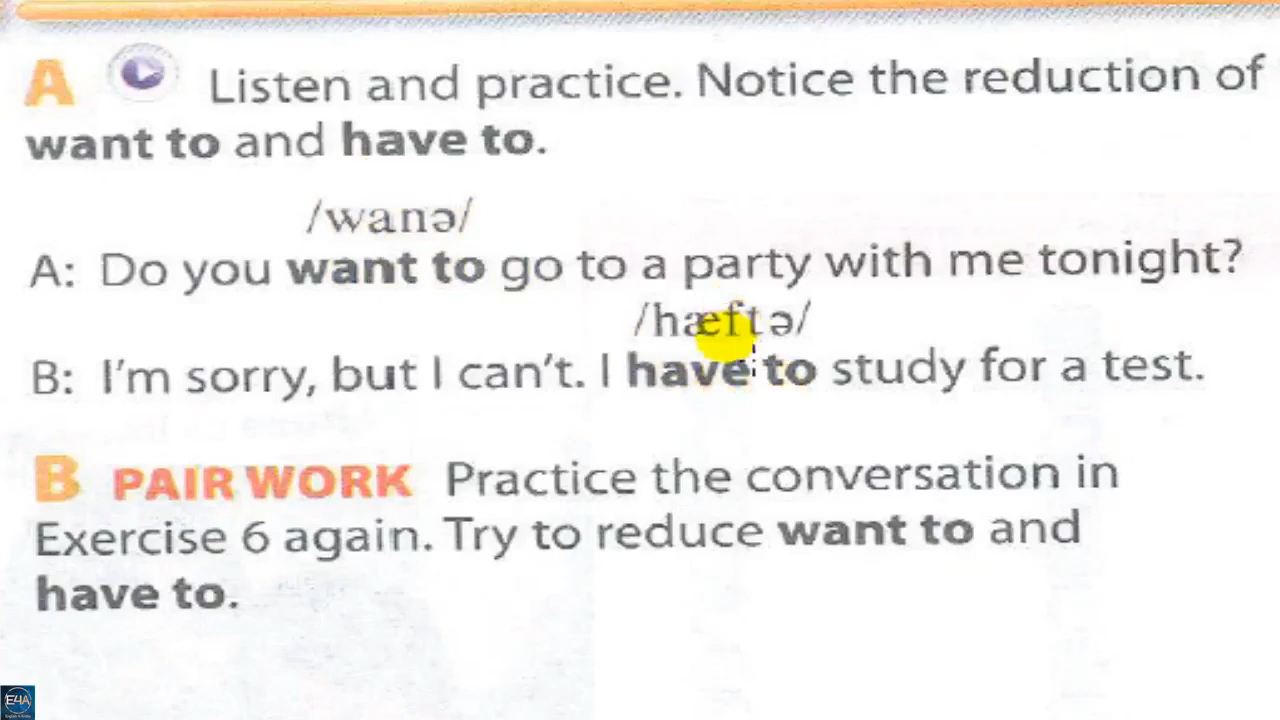 A Listen and practice. Notice the reduction of
want to and have to.
/wanə/
A: Do you want to go to a party with me tonight?
/hæftə/
B: I'm sorry, but I can't. I have to study for a test.
B PAIR WORK Practice the conversation in
Exercise 6 again. Try to reduce want to and
have to.
E4A